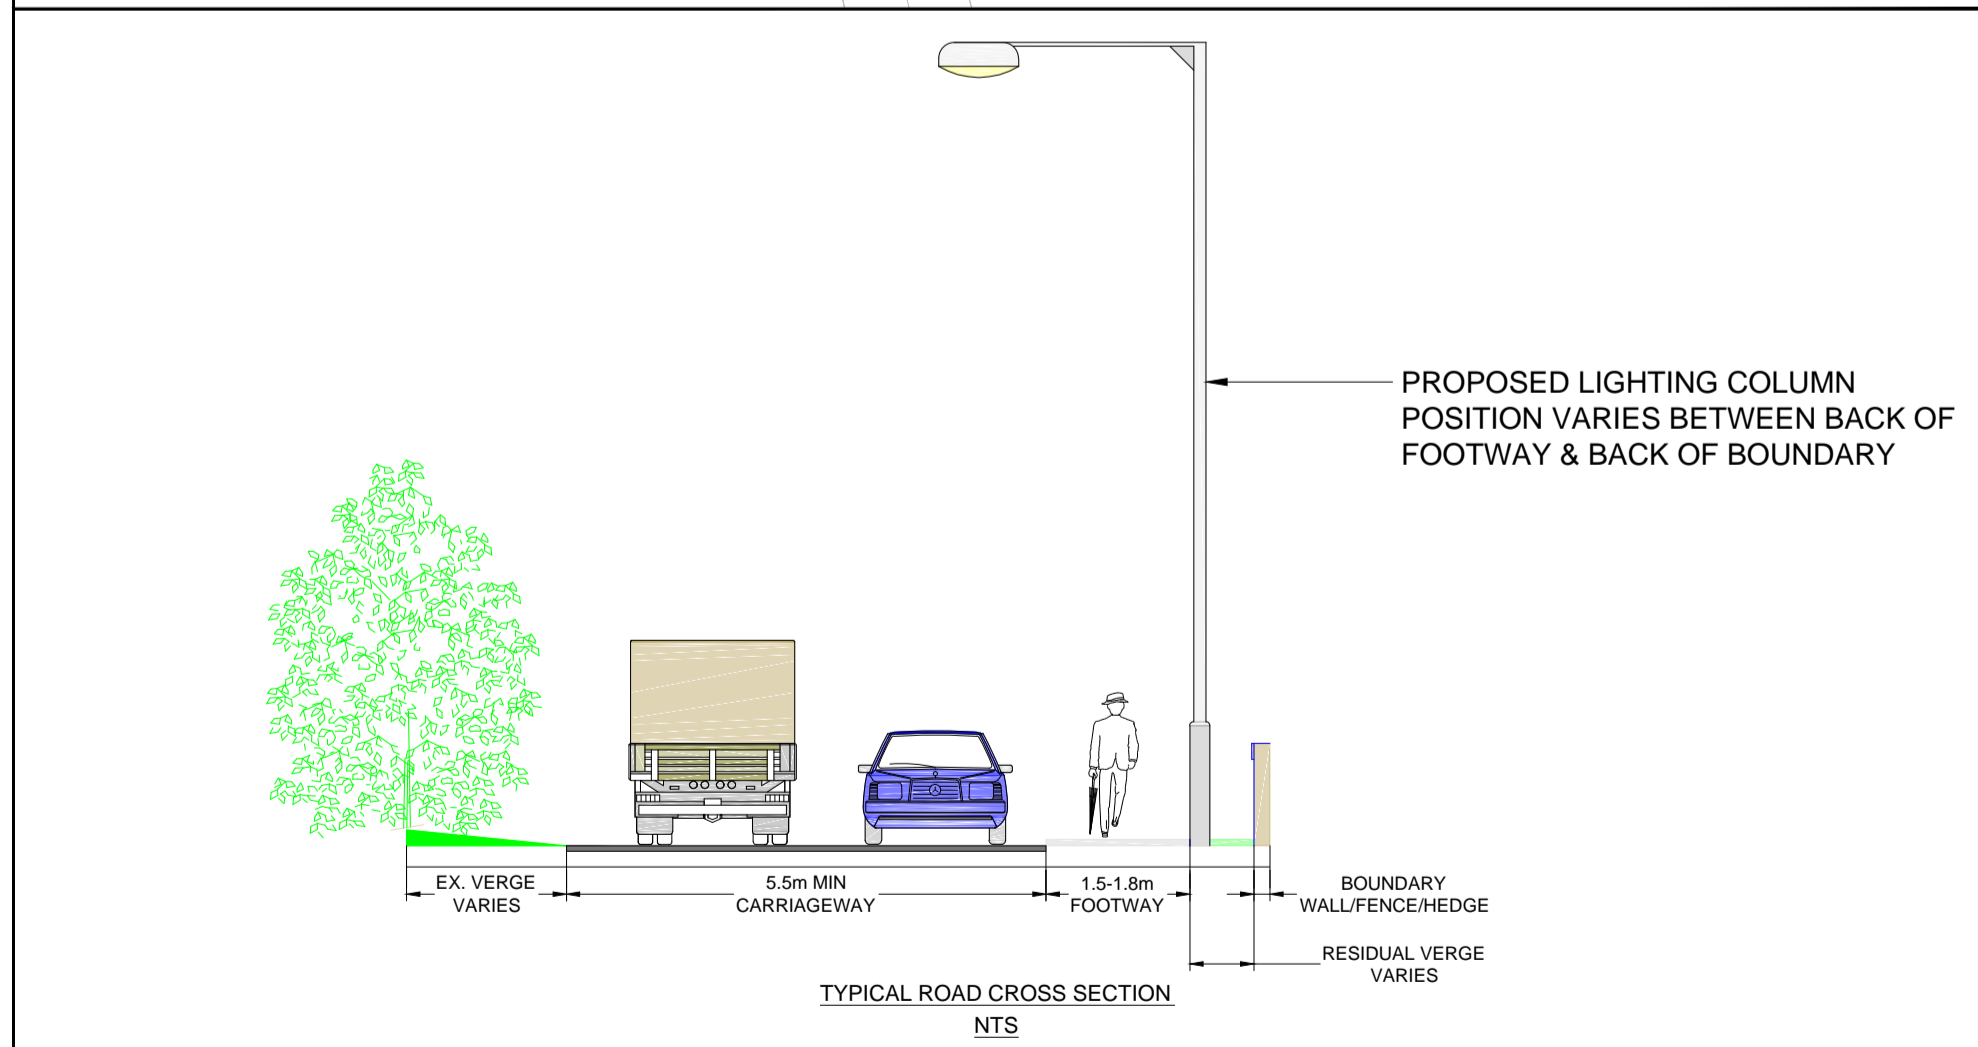 PROPOSED LIGHTING COLUMN
POSITION VARIES BETWEEN BACK OF
FOOTWAY & BACK OF BOUNDARY
EX. VERGE
VARIES
5.5m MIN
CARRIAGEWAY
1.5-1.8m
FOOTWAY
BOUNDARY
WALL/FENCE/HEDGE
RESIDUAL VERGE
VARIES
TYPICAL ROAD CROSS SECTION
NTS